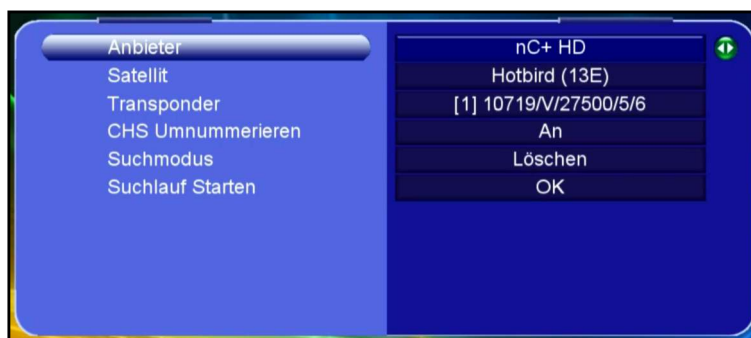 Anbieter nC+ HD
Satellit Hotbird (13E)
Transponder [1] 10719/V/27500/5/6
CHS Umnummerieren An
Suchmodus Löschen
Suchlauf Starten OK